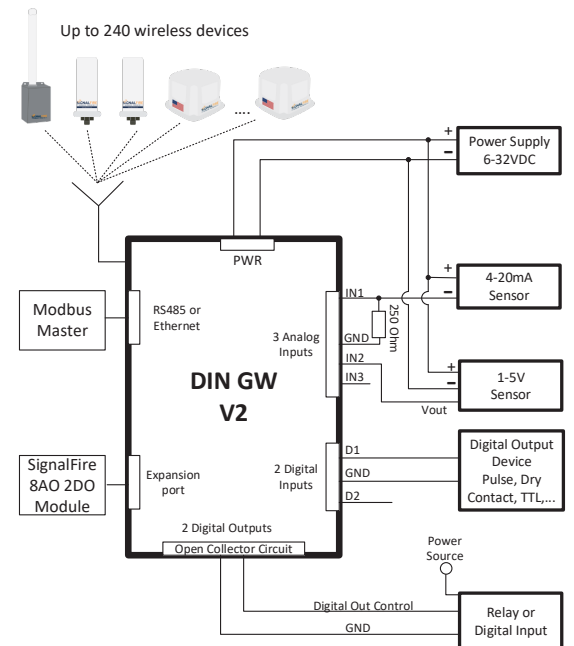 Up to 240 wireless devices
....
+
-
Power Supply
6-32VDC
PWR
+
-
4-20mA
Sensor
IN1
250 Ohm
GND
IN2
IN3
3 Analog
Inputs
RS485 or
Ethernet
Modbus
Master
DIN GW
V2
+
-
1-5V
Sensor
Vout
D1
GND
D2
2 Digital
Inputs
Digital Output
Device
Pulse, Dry
Contact, TTL,...
SignalFire
8AO 2DO
Module
Expansion
port
2 Digital Outputs
Open Collector Circuit
Power
Source
Digital Out Control
GND
Relay or
Digital Input